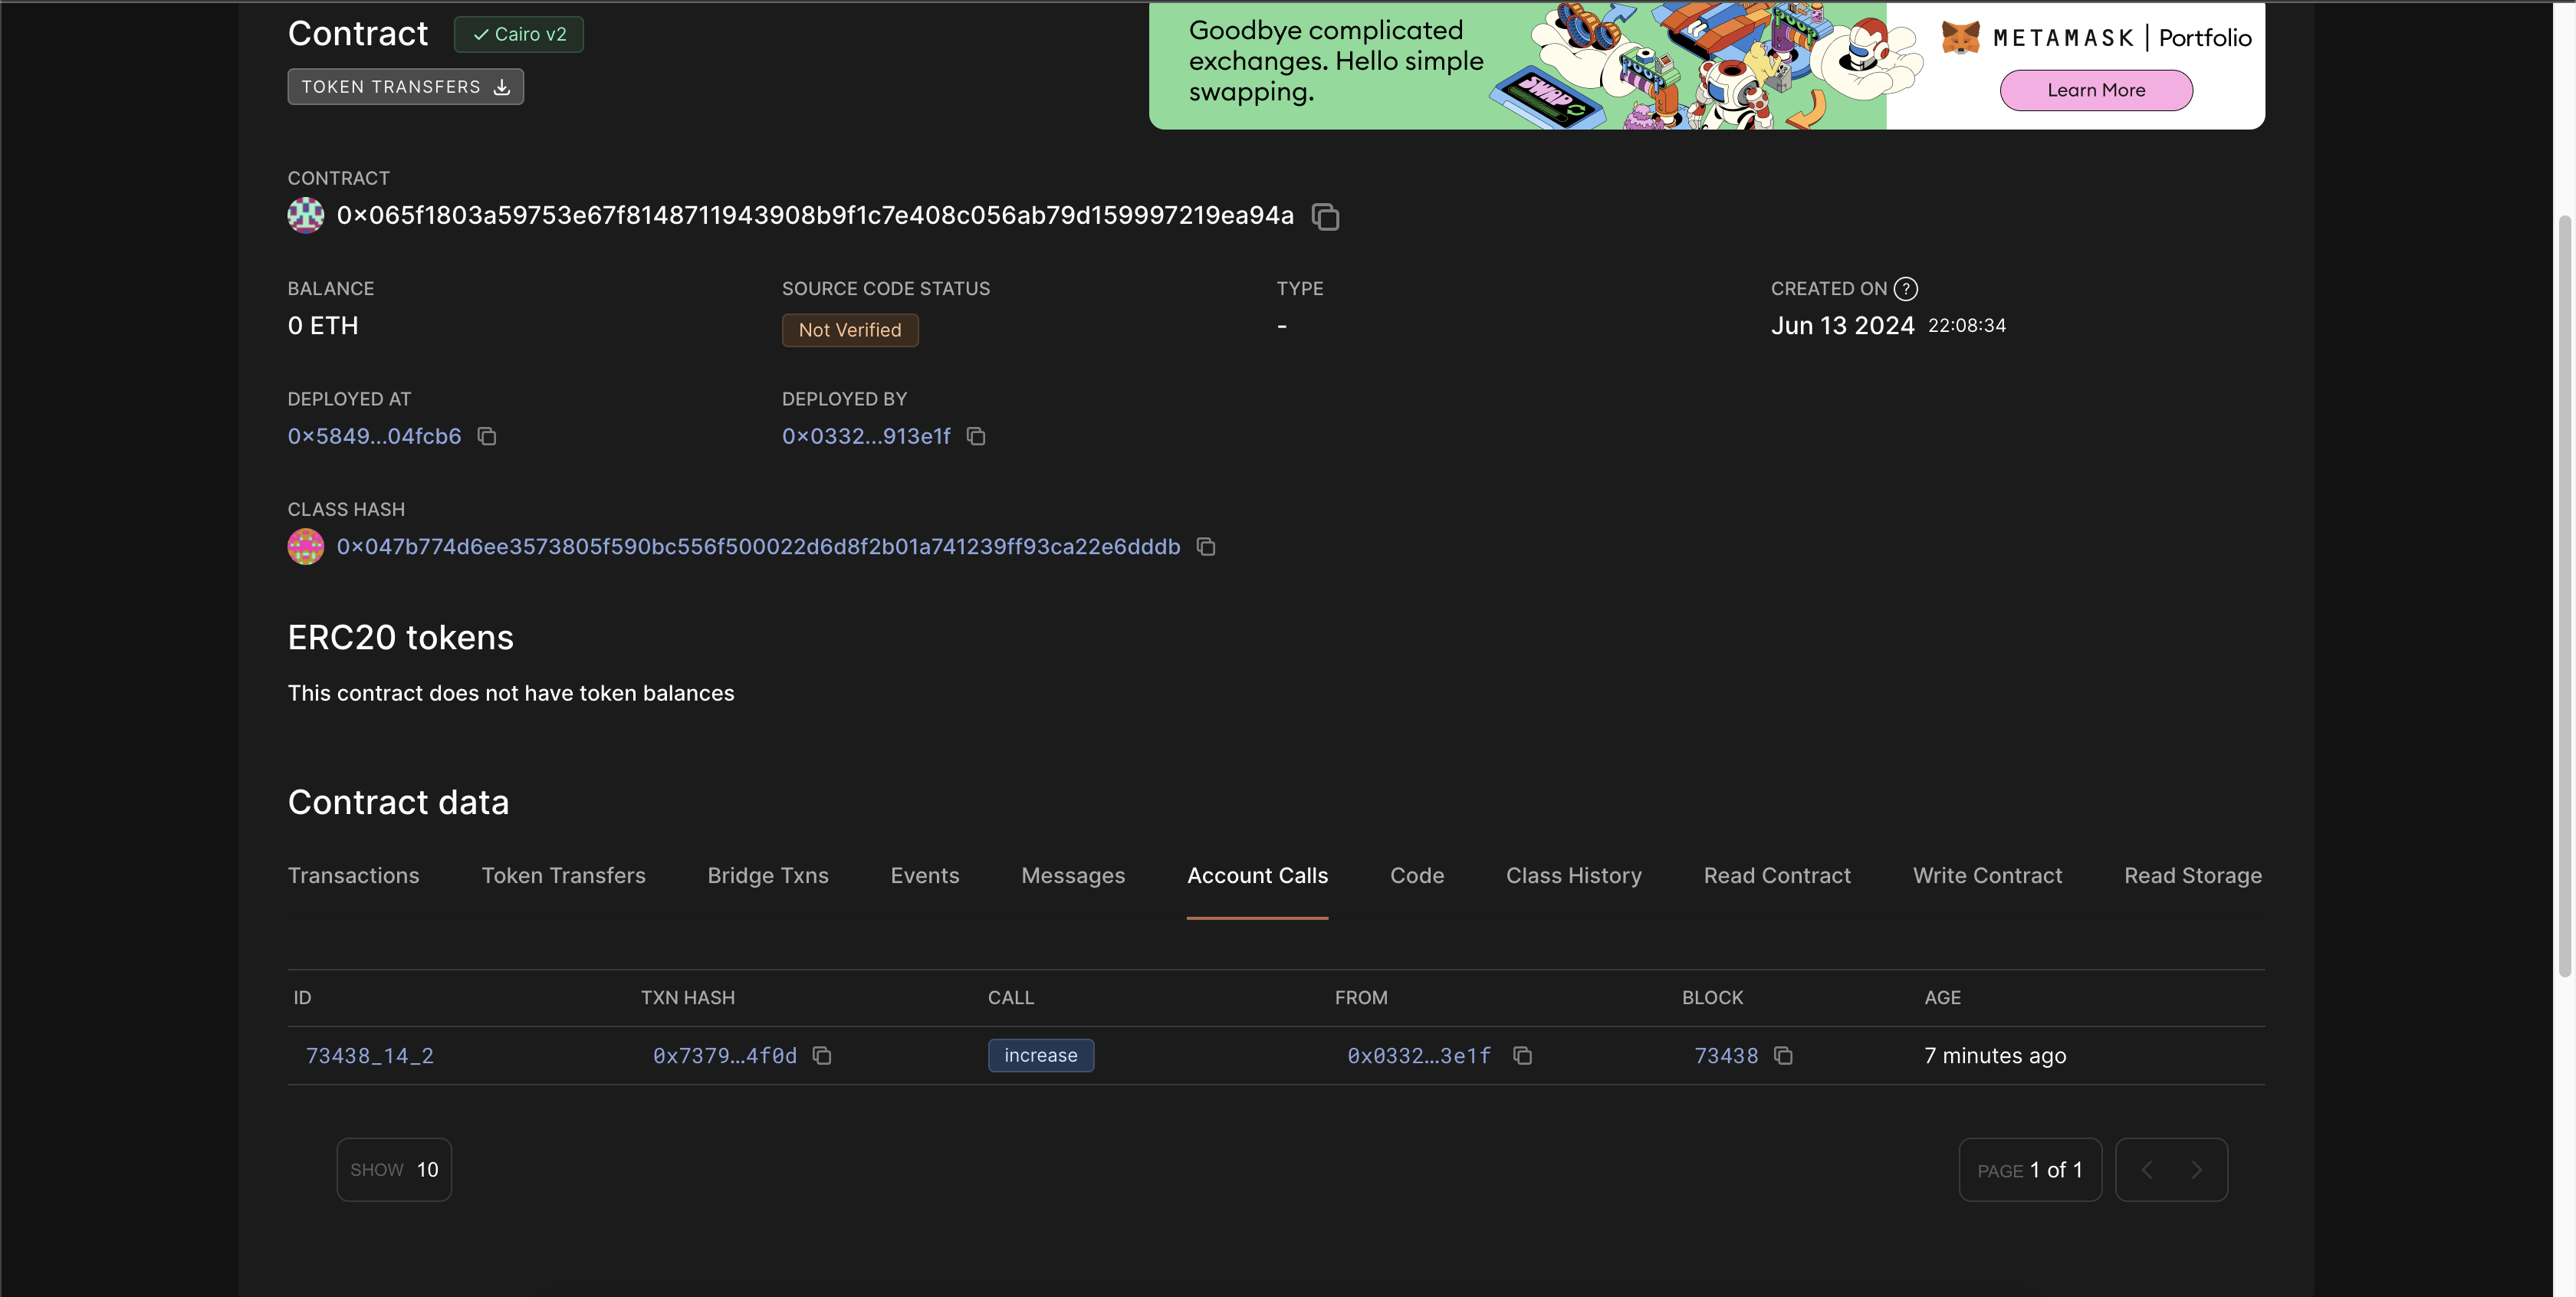 Contract
Cairo v2
TOKEN TRANSFERS
Goodbye complicated
exchanges. Hello simple
swapping.
SWAP
METAMASK | Portfolio
Learn More
CONTRACT
0x065f1803a59753e67f8148711943908b9f1c7e408c056ab79d159997219ea94a
BALANCE
SOURCE CODE STATUS
TYPE
CREATED ON ?
0 ETH
Not Verified
-
Jun 13 2024 22:08:34
DEPLOYED AT
DEPLOYED BY
0x5849...04fcb6
0x0332...913e1f
CLASS HASH
0x047b774d6ee3573805f590bc556f500022d6d8f2b01a741239ff93ca22e6dddb
ERC20 tokens
This contract does not have token balances
Contract data
Transactions Token Transfers Bridge Txns Events Messages Account Calls Code Class History Read Contract Write Contract Read Storage
ID TXN HASH CALL FROM BLOCK AGE
73438_14_2 0x7379…4f0d increase 0x0332…3e1f 73438 7 minutes ago
SHOW 10
PAGE 1 of 1